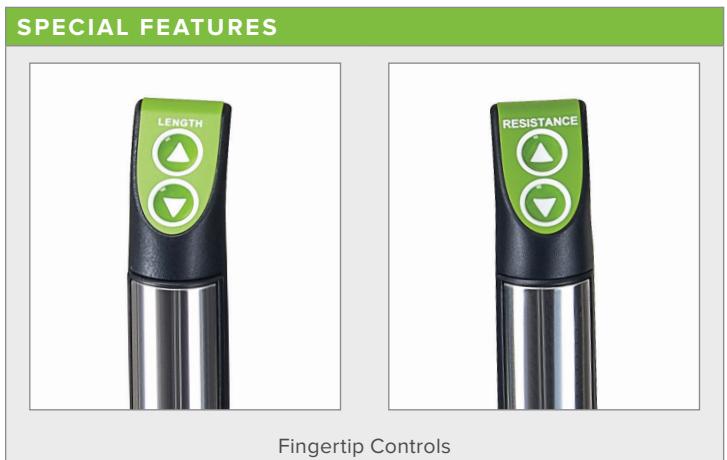 SPECIAL FEATURES
LENGTH
RESISTANCE
Fingertip Controls